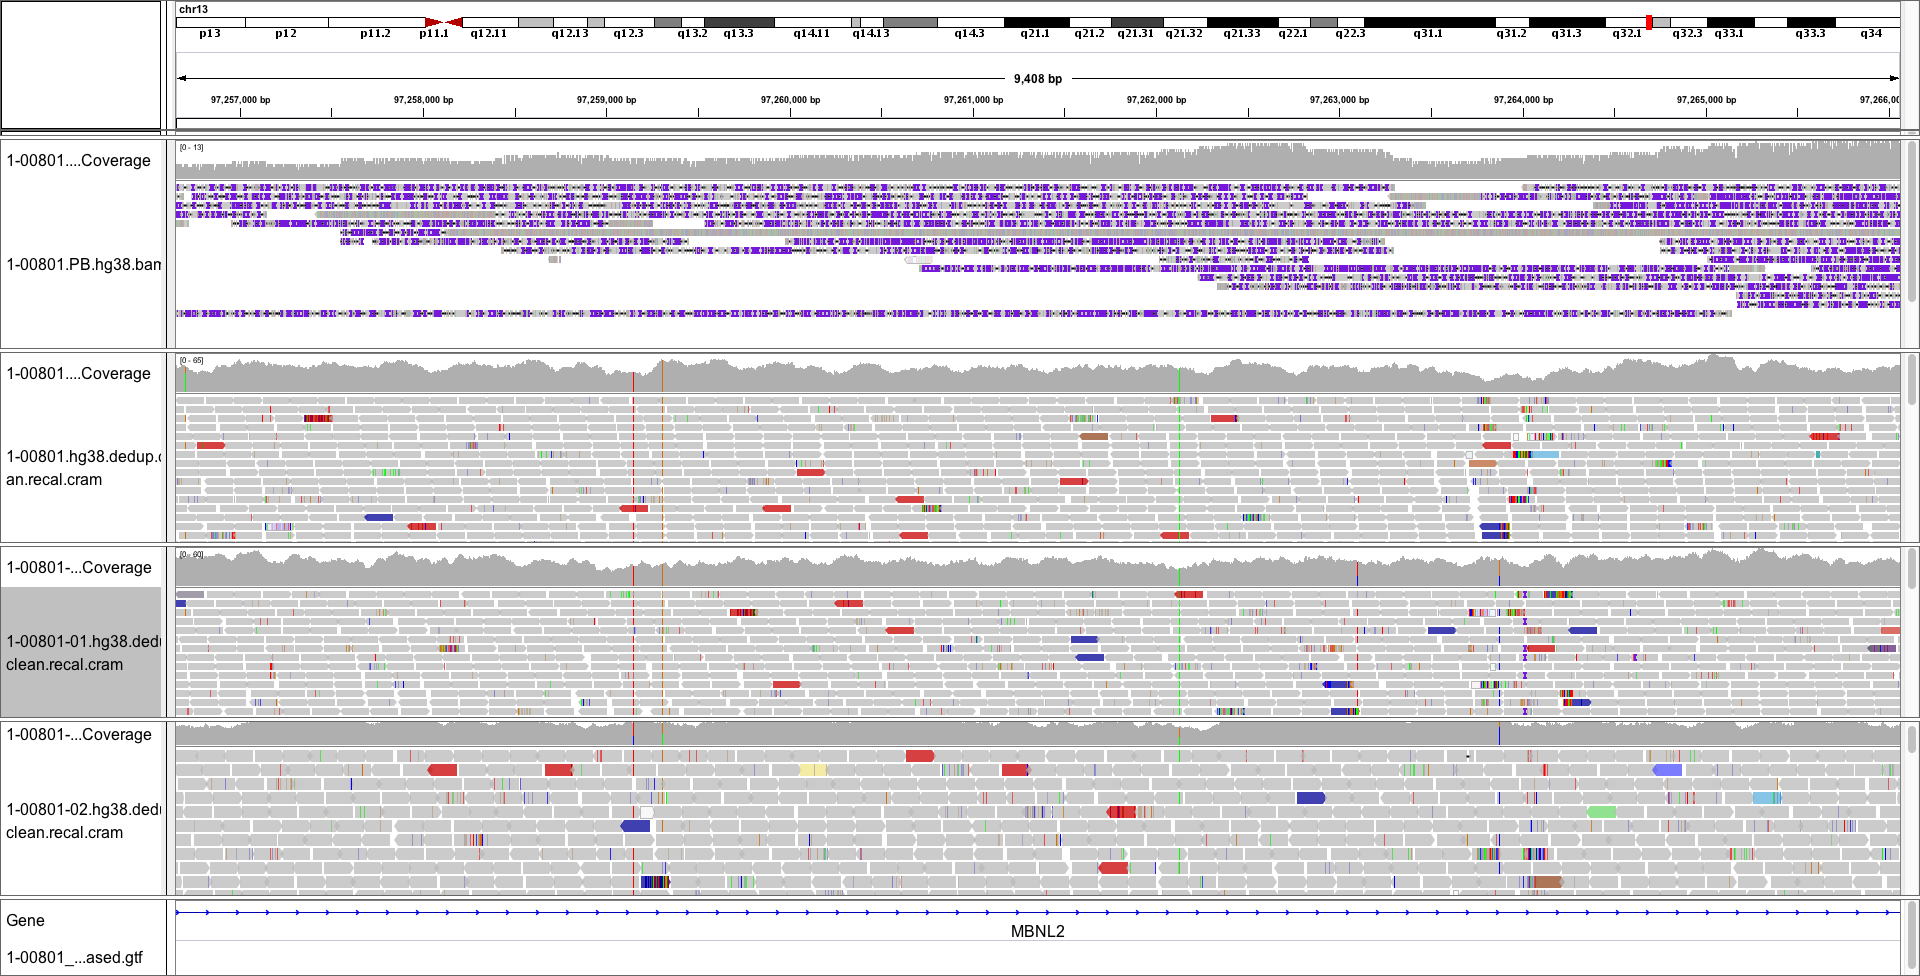 chr13
p13 p12 p11.2 p11.1 q12.11 q12.13 q12.3 q13.2 q13.3 q14.11 q14.13 q14.3 q21.1 q21.2 q21.31 q21.32 q21.33 q22.1 q22.3 q31.1 q31.2 q31.3 q32.1 q32.3 q33.1 q33.3 q34
9,408 bp
97,257,000 bp 97,258,000 bp 97,259,000 bp 97,260,000 bp 97,261,000 bp 97,262,000 bp 97,263,000 bp 97,264,000 bp 97,265,000 bp 97,266,0
1-00801....Coverage
[0 - 13]
1-00801.PB.hg38.bam
1-00801....Coverage
[0 - 65]
1-00801.hg38.dedup.c
an.recal.cram
1-00801-...Coverage
[0 - 60]
1-00801-01.hg38.dedu
clean.recal.cram
1-00801-...Coverage
1-00801-02.hg38.dedu
clean.recal.cram
Gene
MBNL2
1-00801_...ased.gtf